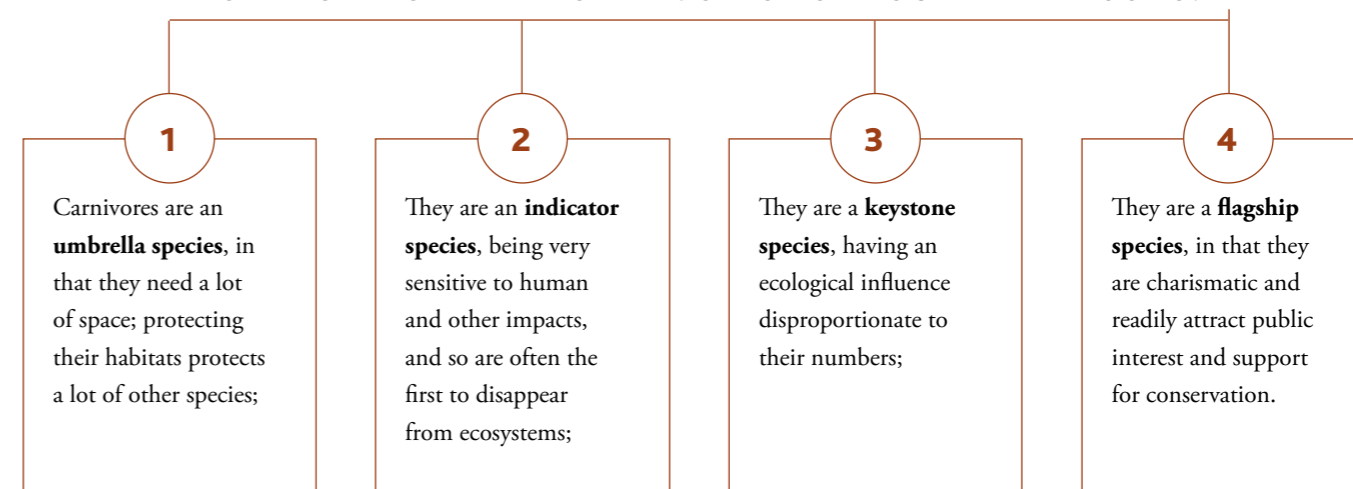 1
Carnivores are an
umbrella species, in
that they need a lot
of space; protecting
their habitats protects
a lot of other species;
2
They are an indicator
species, being very
sensitive to human
and other impacts,
and so are often the
first to disappear
from ecosystems;
3
They are a keystone
species, having an
ecological influence
disproportionate to
their numbers;
4
They are a flagship
species, in that they
are charismatic and
readily attract public
interest and support
for conservation.